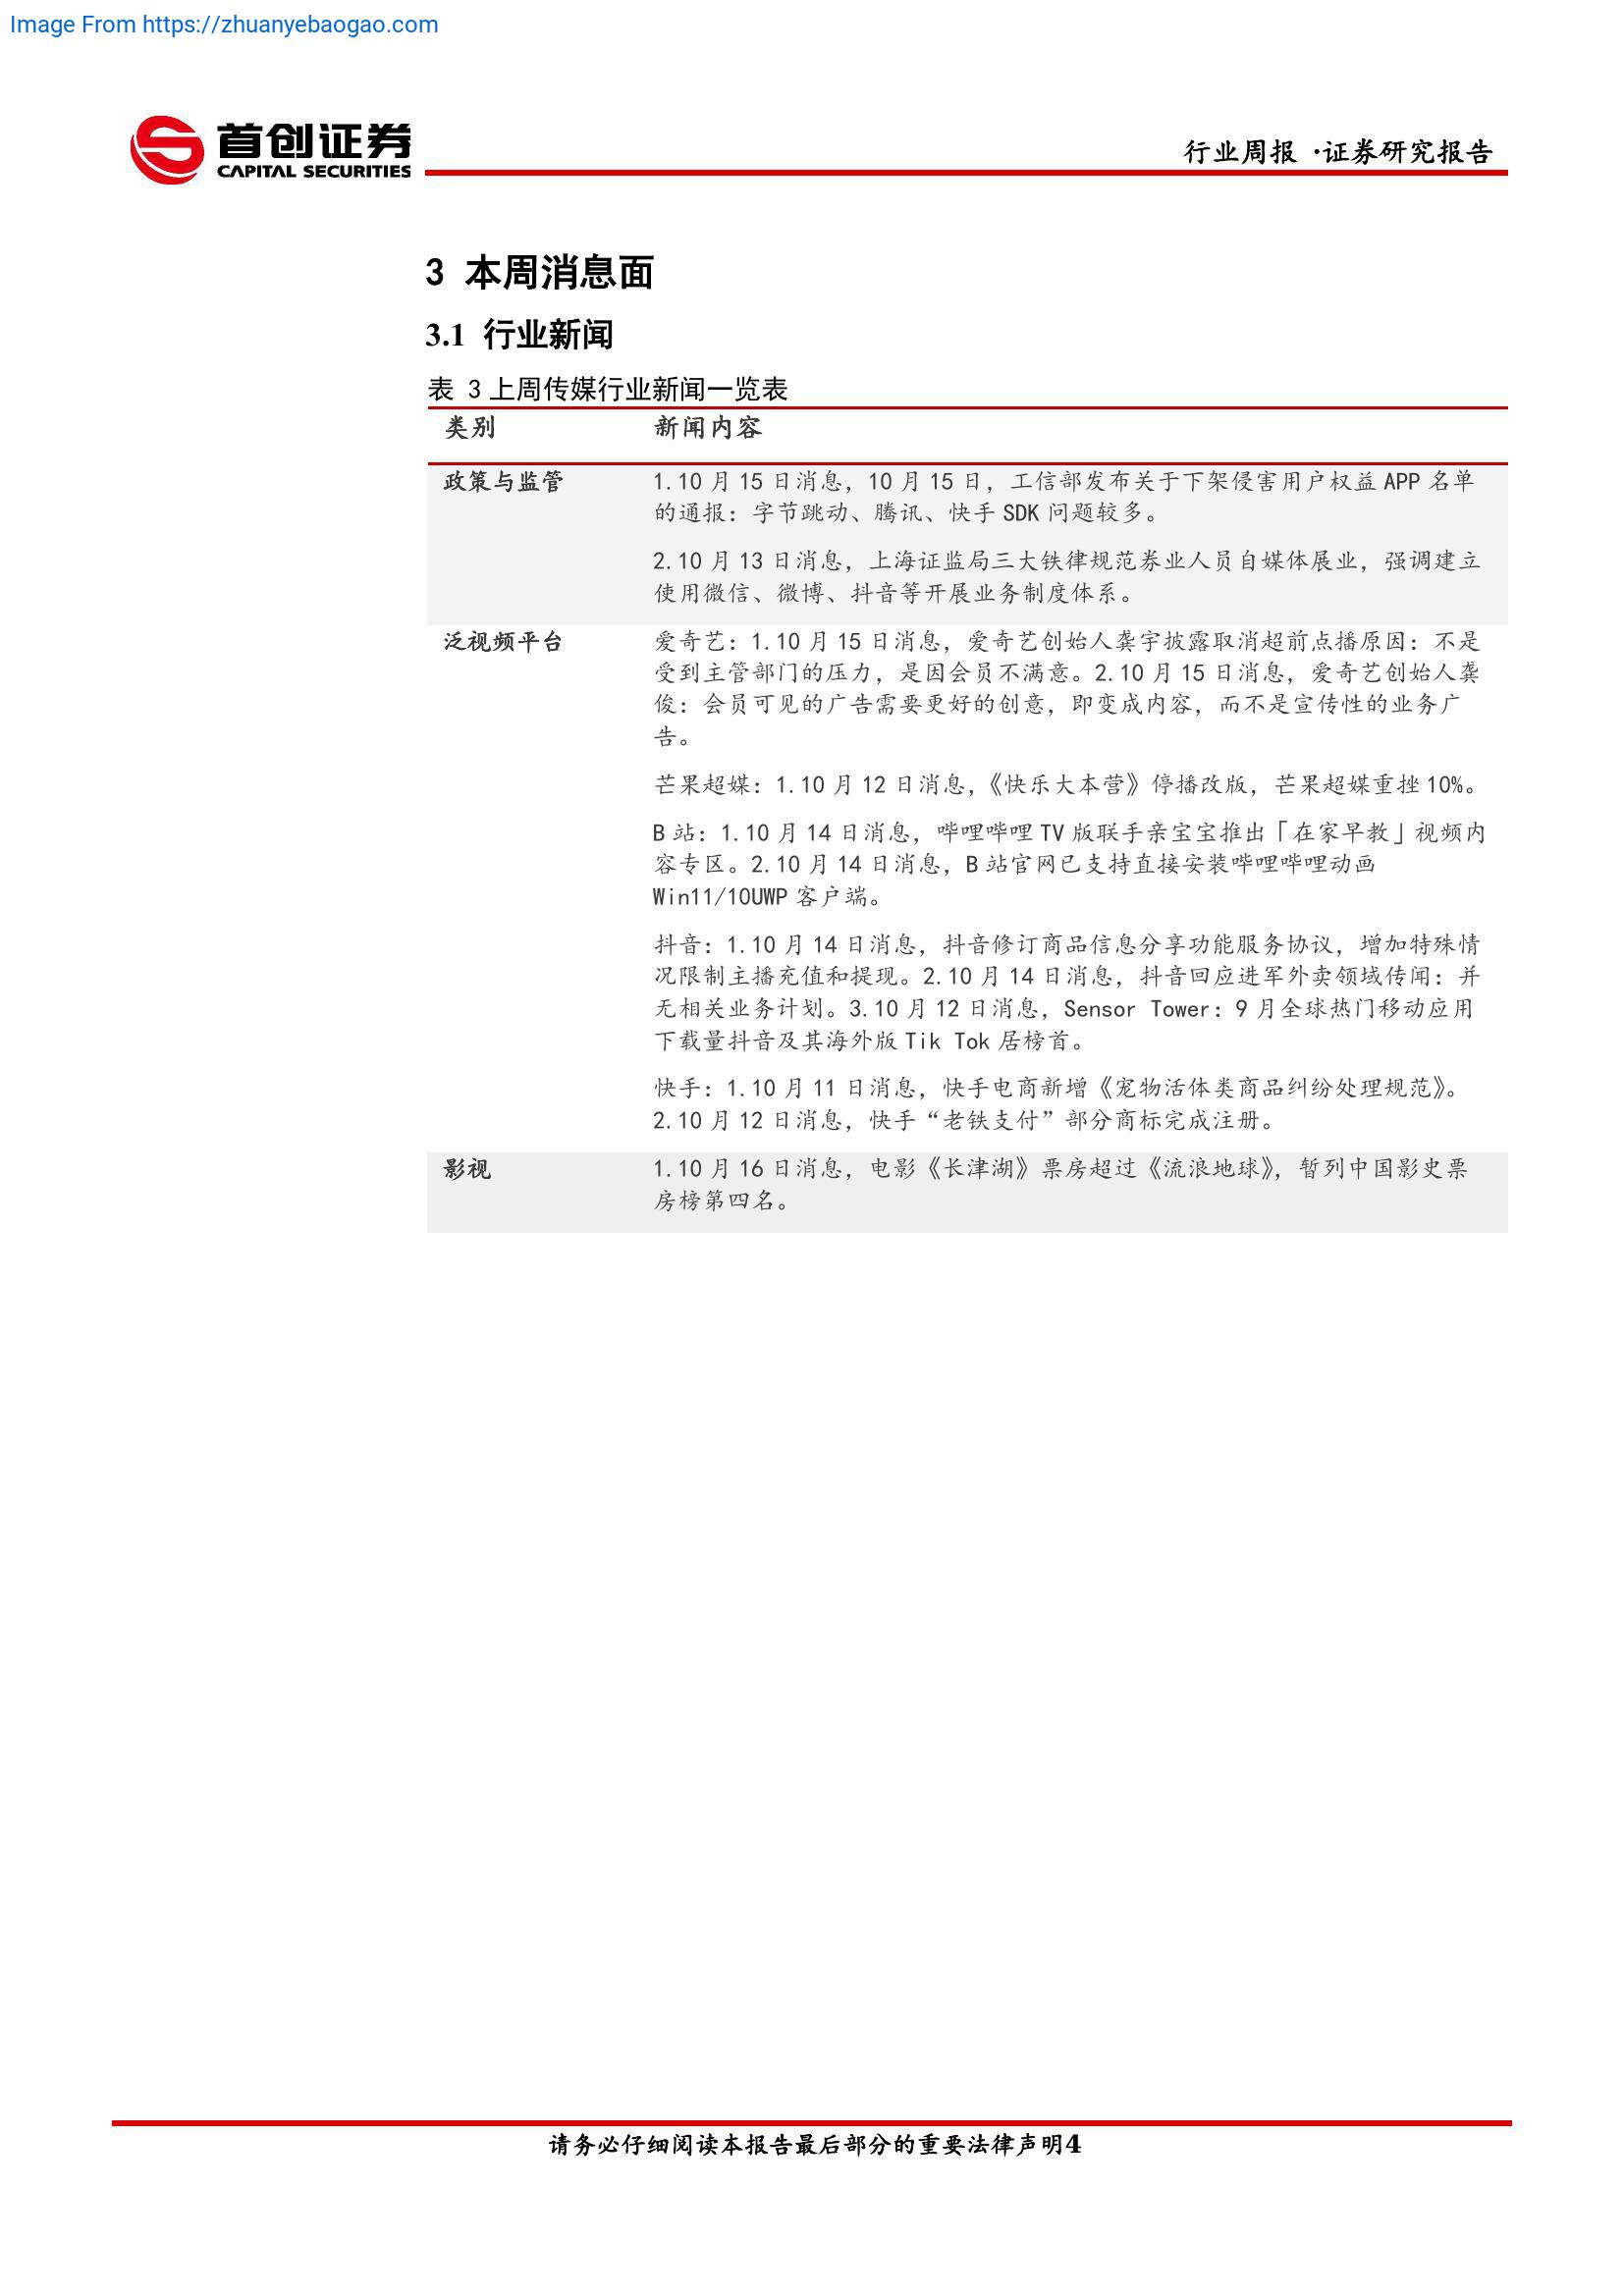 Image From https://zhuanyebaogao.com
首创证券
CAPITAL SECURITIES
行业周报 ·证券研究报告
3 本周消息面
3.1 行业新闻
表 3 上周传媒行业新闻一览表
类别 新闻内容
政策与监管 1.10 月 15 日消息，10 月 15 日，工信部发布关于下架侵害用户权益 APP 名单
的通报：字节跳动、腾讯、快手 SDK 问题较多。
2.10 月 13 日消息，上海证监局三大铁律规范券业人员自媒体展业，强调建立
使用微信、微博、抖音等开展业务制度体系。
泛视频平台 爱奇艺：1.10 月 15 日消息，爱奇艺创始人龚宇披露取消超前点播原因：不是
受到主管部门的压力，是因会员不满意。2.10 月 15 日消息，爱奇艺创始人龚
俊：会员可见的广告需要更好的创意，即变成内容，而不是宣传性的业务广
告。
芒果超媒：1.10 月 12 日消息，《快乐大本营》停播改版，芒果超媒重挫 10%。
B 站：1.10 月 14 日消息，哔哩哔哩 TV 版联手亲宝宝推出「在家早教」视频内
容专区。2.10 月 14 日消息，B 站官网已支持直接安装哔哩哔哩动画
Win11/10UWP 客户端。
抖音：1.10 月 14 日消息，抖音修订商品信息分享功能服务协议，增加特殊情
况限制主播充值和提现。2.10 月 14 日消息，抖音回应进军外卖领域传闻：并
无相关业务计划。3.10 月 12 日消息，Sensor Tower：9 月全球热门移动应用
下载量抖音及其海外版 Tik Tok 居榜首。
快手：1.10 月 11 日消息，快手电商新增《宠物活体类商品纠纷处理规范》。
2.10 月 12 日消息，快手“老铁支付”部分商标完成注册。
影视 1.10 月 16 日消息，电影《长津湖》票房超过《流浪地球》，暂列中国影史票
房榜第四名。
请务必仔细阅读本报告最后部分的重要法律声明4